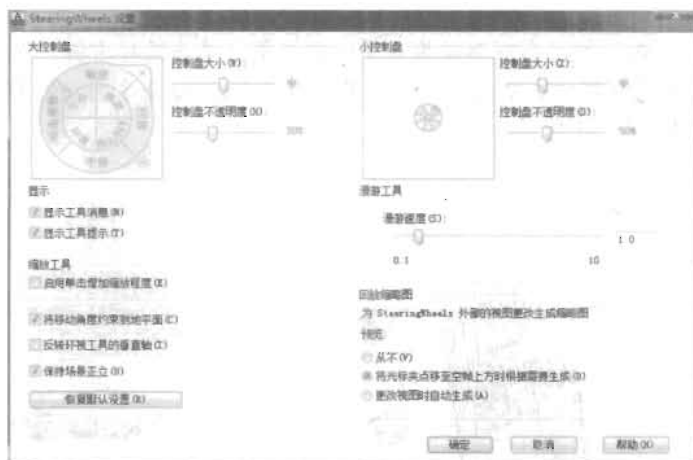 SteeringWheels 设置
大控制盘
控制盘大小(W):
中
控制盘不透明度(X):
50%
显示
显示工具消息(M)
显示工具提示(T)
缩放工具
启用单击增加缩放程度(E)
将移动角度约束到地平面(C)
反转环视工具的垂直轴(I)
保持场景正立(U)
恢复默认设置(R)
小控制盘
控制盘大小(Z):
中
控制盘不透明度(O):
50%
漫游工具
漫游速度(S):
1.0
0.1
10
回放缩略图
为 SteeringWheels 外部的视图更改生成缩略图
预览:
从不(V)
将光标夹点移至空帧上方时根据需要生成(D)
更改视图时自动生成(A)
确定
取消
帮助(H)